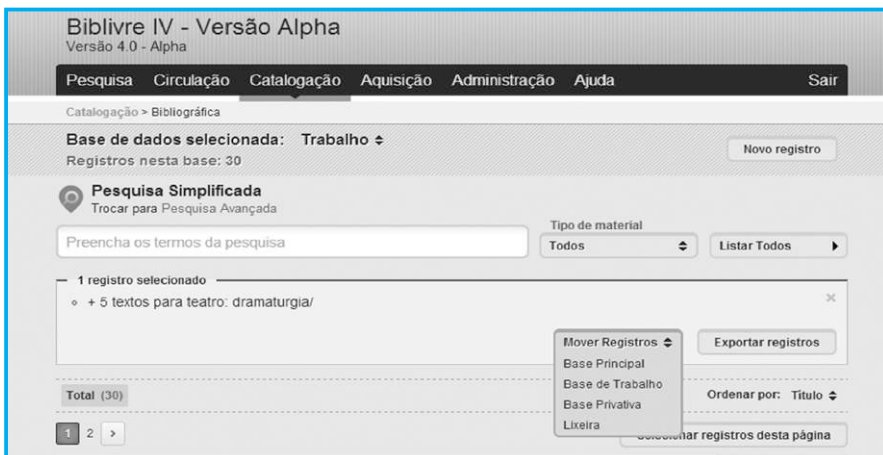 Biblivre IV - Versão Alpha
Versão 4.0 - Alpha
Pesquisa Circulação Catalogação Aquisição Administração Ajuda Sair
Catalogação > Bibliográfica
Base de dados selecionada: Trabalho
Registros nesta base: 30
Novo registro
Pesquisa Simplificada
Trocar para Pesquisa Avançada
Tipo de material
Preencha os termos da pesquisa Todos Listar Todos
1 registro selecionado
+ 5 textos para teatro: dramaturgia/
Mover Registros Exportar registros
Base Principal
Base de Trabalho
Base Privativa
Lixeira
Total (30) Ordenar por: Título
1 2 > registros desta página